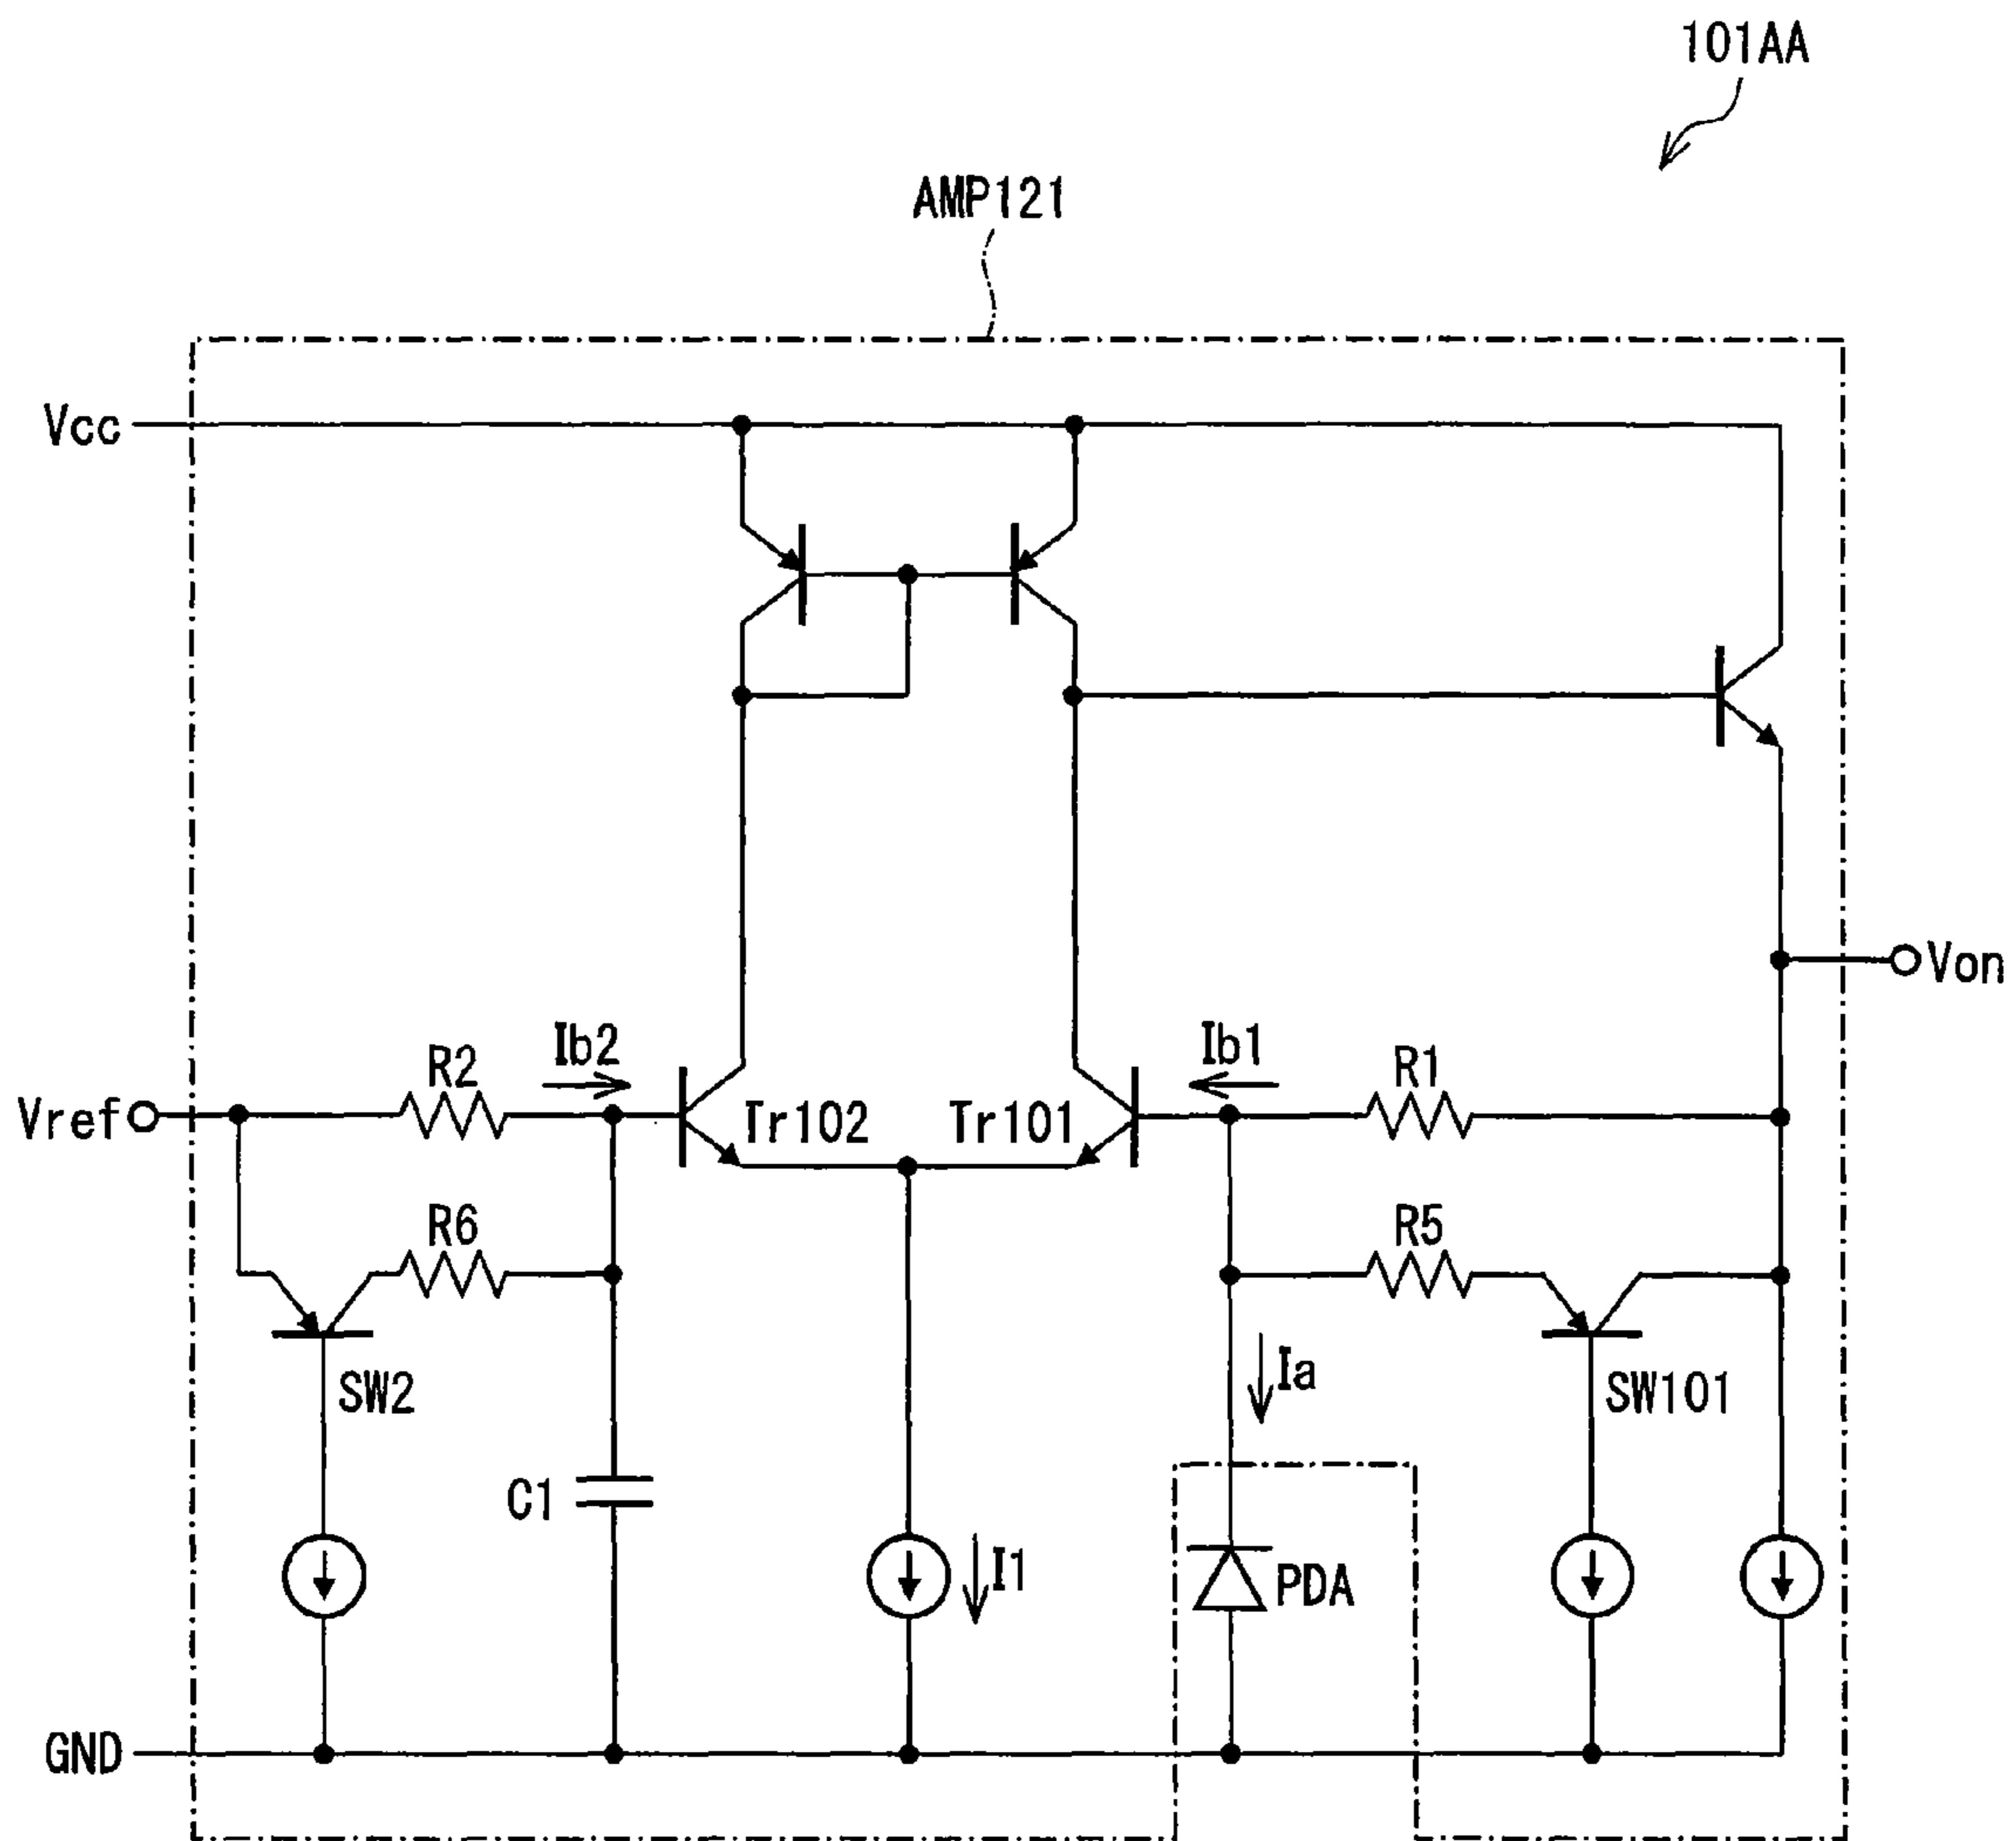 101AA
AMP121
Vcc
Von
Ib2
Ib1
R2
R1
Vref
Tr102
Tr101
R6
R5
Ia
SW2
SW101
C1
I1
PDA
GND